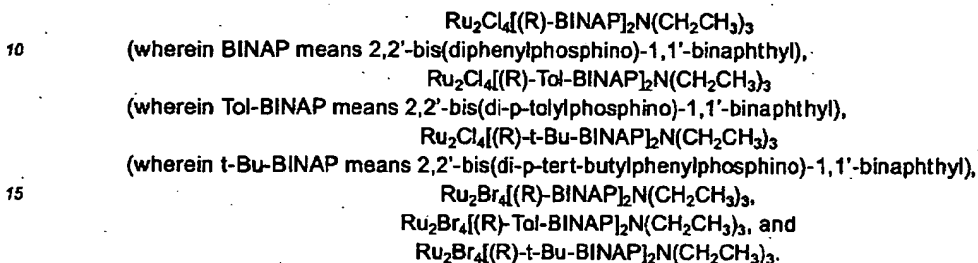 Ru₂Cl₄[(R)-BINAP]₂N(CH₂CH₃)₃
10 (wherein BINAP means 2,2'-bis(diphenylphosphino)-1,1'-binaphthyl),
Ru₂Cl₄[(R)-Tol-BINAP]₂N(CH₂CH₃)₃
(wherein Tol-BINAP means 2,2'-bis(di-p-tolylphosphino)-1,1'-binaphthyl),
Ru₂Cl₄[(R)-t-Bu-BINAP]₂N(CH₂CH₃)₃
(wherein t-Bu-BINAP means 2,2'-bis(di-p-tert-butylphenylphosphino)-1,1'-binaphthyl),
15 Ru₂Br₄[(R)-BINAP]₂N(CH₂CH₃)₃,
Ru₂Br₄[(R)-Tol-BINAP]₂N(CH₂CH₃)₃, and
Ru₂Br₄[(R)-t-Bu-BINAP]₂N(CH₂CH₃)₃.